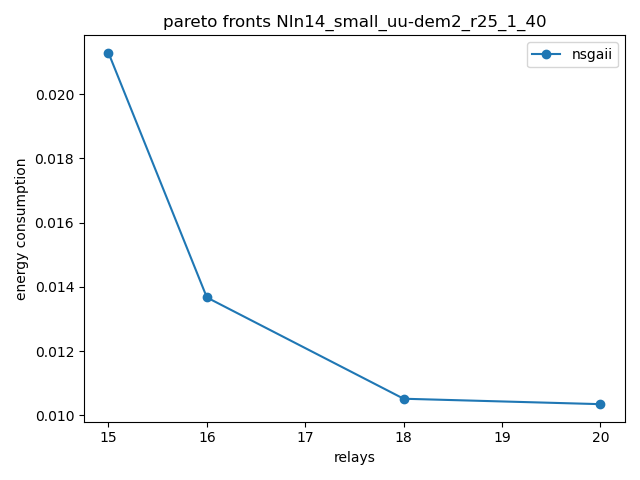 pareto fronts NIn14_small_uu-dem2_r25_1_40
nsgaii
energy consumption
0.020
0.018
0.016
0.014
0.012
0.010
15 16 17 18 19 20
relays